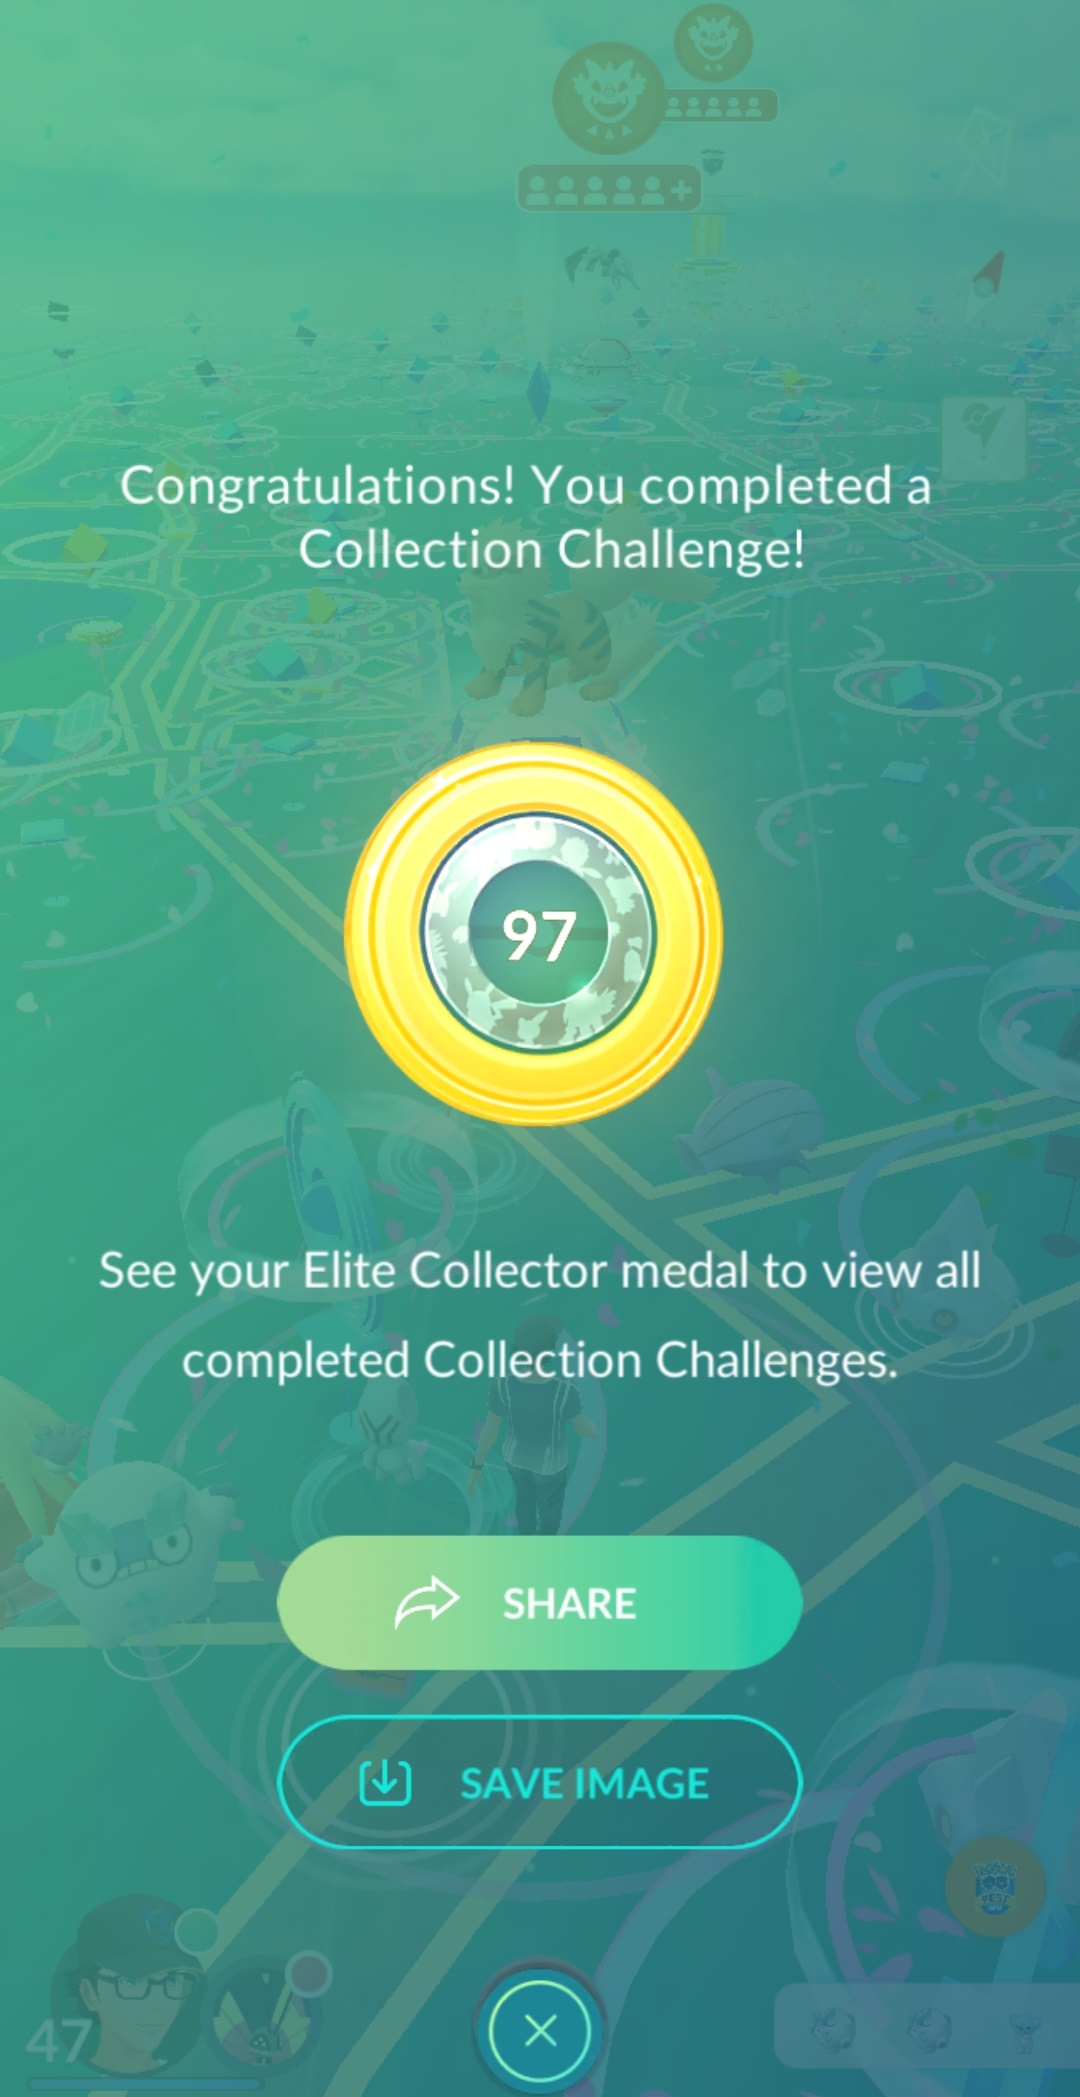 Congratulations! You completed a
Collection Challenge!
97
See your Elite Collector medal to view all
completed Collection Challenges.
SHARE
SAVE IMAGE
47